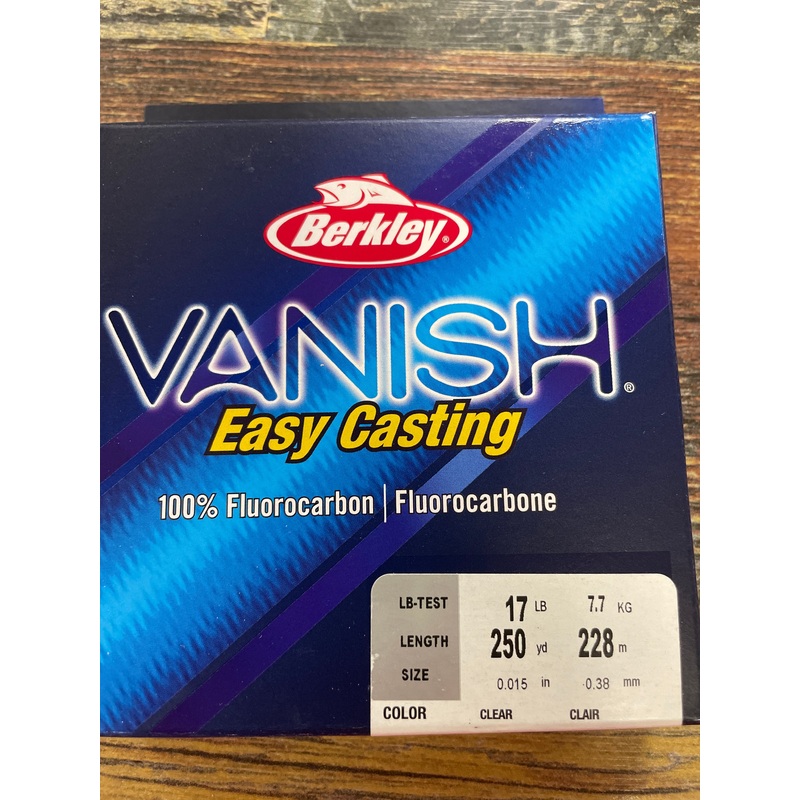 Berkley®
VANISH®
Easy Casting
100% Fluorocarbon | Fluorocarbone
LB-TEST 17 LB 7.7 KG
LENGTH 250 yd 228 m
SIZE 0.015 in 0.38 mm
COLOR CLEAR CLAIR